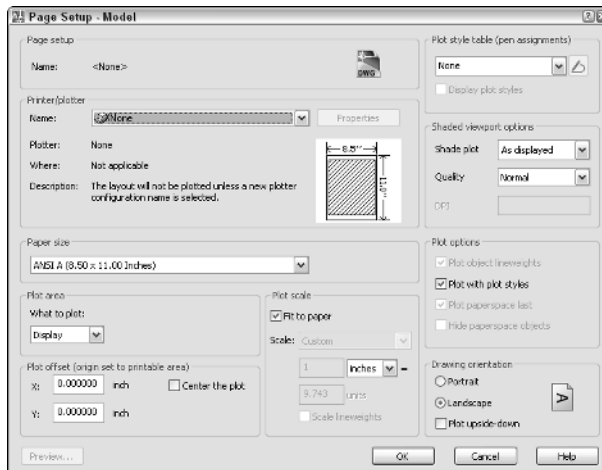 Page Setup - Model
Page setup
Name: <None>
DWG
Printer/plotter
Name: None
Properties
Plotter: None
Where: Not applicable
Description: The layout will not be plotted unless a new plotter
configuration name is selected.
8.5''
11.0''
Paper size
ANSI A (8.50 x 11.00 Inches)
Plot area
What to plot:
Display
Plot offset (origin set to printable area)
X: 0.000000 inch
Center the plot
Y: 0.000000 inch
Plot scale
Fit to paper
Scale: Custom
1 inches =
9.743 units
Scale lineweights
Plot style table (pen assignments)
None
Display plot styles
Shaded viewport options
Shade plot As displayed
Quality Normal
DPI
Plot options
Plot object lineweights
Plot with plot styles
Plot paperspace last
Hide paperspace objects
Drawing orientation
Portrait
Landscape
Plot upside-down
A
Preview...
OK
Cancel
Help